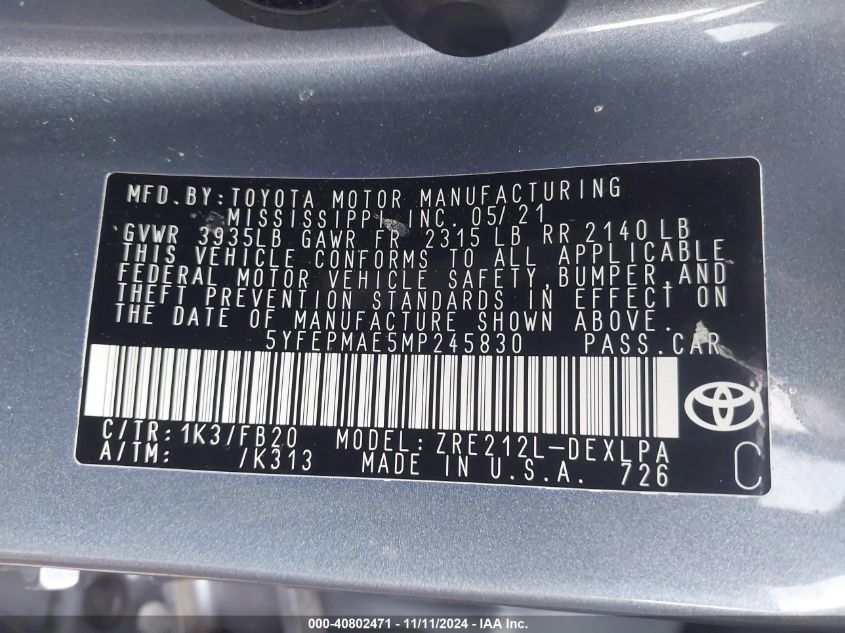 MFD. BY: TOYOTA MOTOR MANUFACTURING
MISSISSIPPI, INC. 05/21
GVWR 3935LB GAWR FR 2315 LB RR 2140 LB
THIS VEHICLE CONFORMS TO ALL APPLICABLE
FEDERAL MOTOR VEHICLE SAFETY, BUMPER, AND
THEFT PREVENTION STANDARDS IN EFFECT ON
THE DATE OF MANUFACTURE SHOWN ABOVE.
5YFEPMAE5MP245830 PASS. CAR
C/TR: 1K3/FB20 MODEL: ZRE212L-DEXLPA
A/TM: /K313 MADE IN U.S.A. 726 C
000-40802471 - 11/11/2024 - IAA Inc.